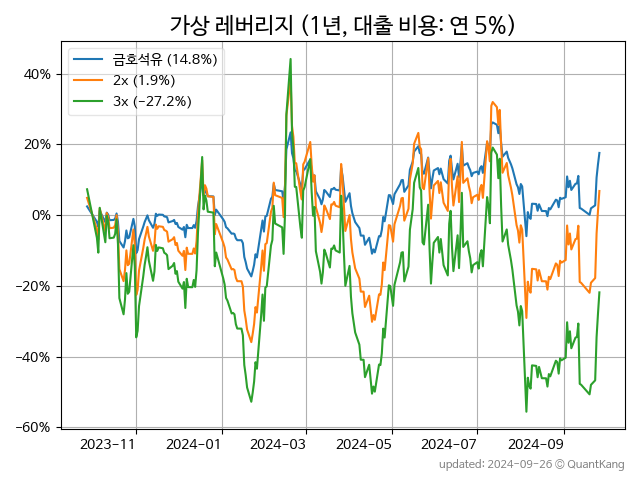 가상 레버리지 (1년, 대출 비용: 연 5%)
금호석유 (14.8%)
2x (1.9%)
3x (−27.2%)
40%
20%
0%
−20%
−40%
−60%
2023-11
2024-01
2024-03
2024-05
2024-07
2024-09
updated: 2024-09-26 © QuantKang